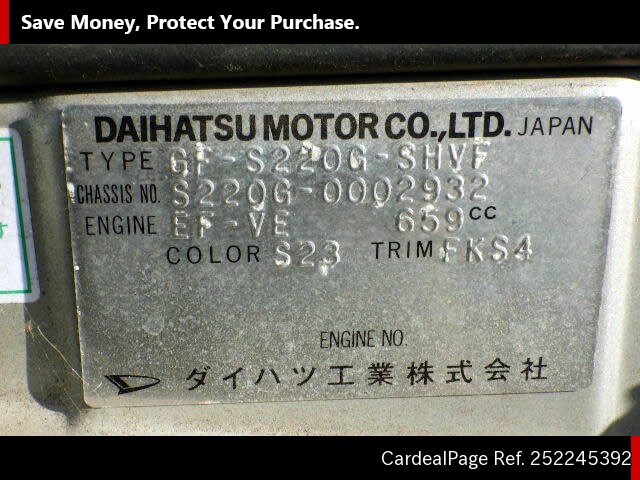 Save Money, Protect Your Purchase.
DAIHATSU MOTOR CO.,LTD. JAPAN
TYPE GF-S220G-SHVF
CHASSIS NO. S220G-0002932
ENGINE EF-VE 659 CC
COLOR S23 TRIM FKS4
ENGINE NO.
ダイハツ工業株式会社
CardealPage Ref. 252245392